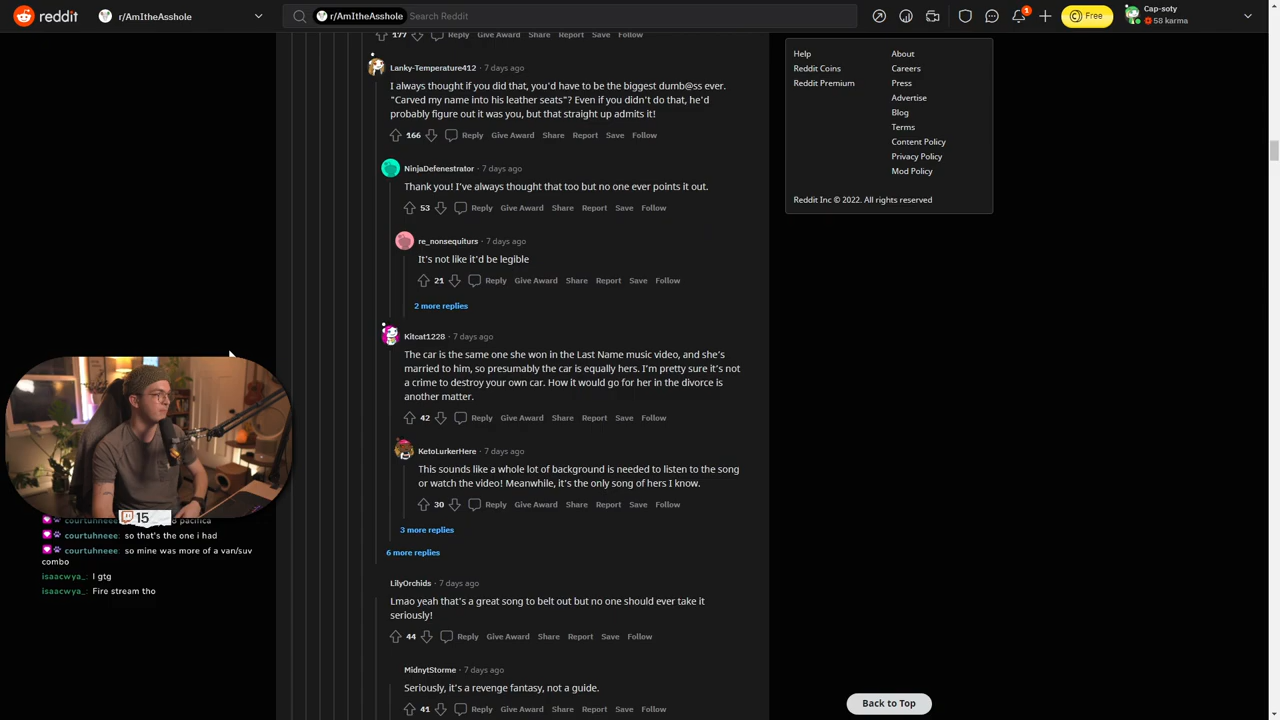 reddit
r/AmItheAsshole
r/AmItheAsshole Search Reddit
1
Free
Cap-soty
58 karma
177 Reply Give Award Share Report Save Follow
Lanky-Temperature412 · 7 days ago
I always thought if you did that, you'd have to be the biggest dumb@ss ever.
"Carved my name into his leather seats"? Even if you didn't do that, he'd
probably figure out it was you, but that straight up admits it!
166 Reply Give Award Share Report Save Follow
NinjaDefenestrator · 7 days ago
Thank you! I've always thought that too but no one ever points it out.
53 Reply Give Award Share Report Save Follow
re_nonsequiturs · 7 days ago
It's not like it'd be legible
21 Reply Give Award Share Report Save Follow
2 more replies
Kitcat1228 · 7 days ago
The car is the same one she won in the Last Name music video, and she's
married to him, so presumably the car is equally hers. I'm pretty sure it's not
a crime to destroy your own car. How it would go for her in the divorce is
another matter.
42 Reply Give Award Share Report Save Follow
KetoLurkerHere · 7 days ago
This sounds like a whole lot of background is needed to listen to the song
or watch the video! Meanwhile, it's the only song of hers I know.
30 Reply Give Award Share Report Save Follow
3 more replies
6 more replies
LilyOrchids · 7 days ago
Lmao yeah that's a great song to belt out but no one should ever take it
seriously!
44 Reply Give Award Share Report Save Follow
MidnytStorme · 7 days ago
Seriously, it's a revenge fantasy, not a guide.
41 Reply Give Award Share Report Save Follow
Help
Reddit Coins
Reddit Premium
About
Careers
Press
Advertise
Blog
Terms
Content Policy
Privacy Policy
Mod Policy
Reddit Inc © 2022. All rights reserved
Back to Top
15
pacifica
courtuhneee: so that's the one i had
courtuhneee: so mine was more of a van/suv
combo
isaacwya_: I gtg
isaacwya_: Fire stream tho